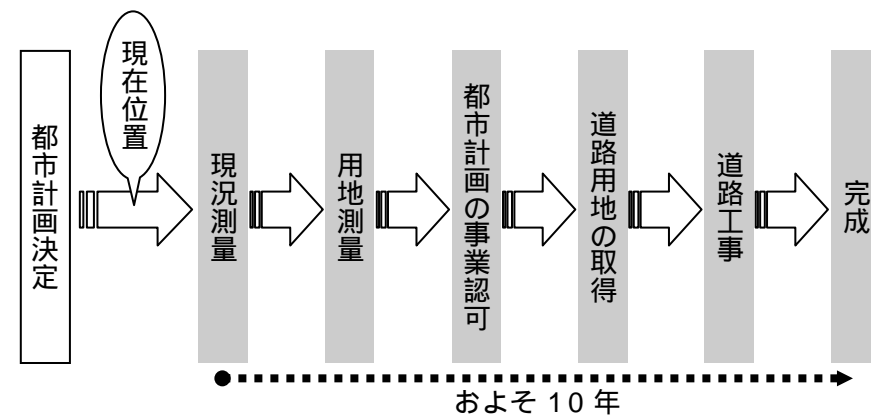 都市計画決定
現在位置
現況測量
用地測量
都市計画の事業認可
道路用地の取得
道路工事
完成
およそ10年